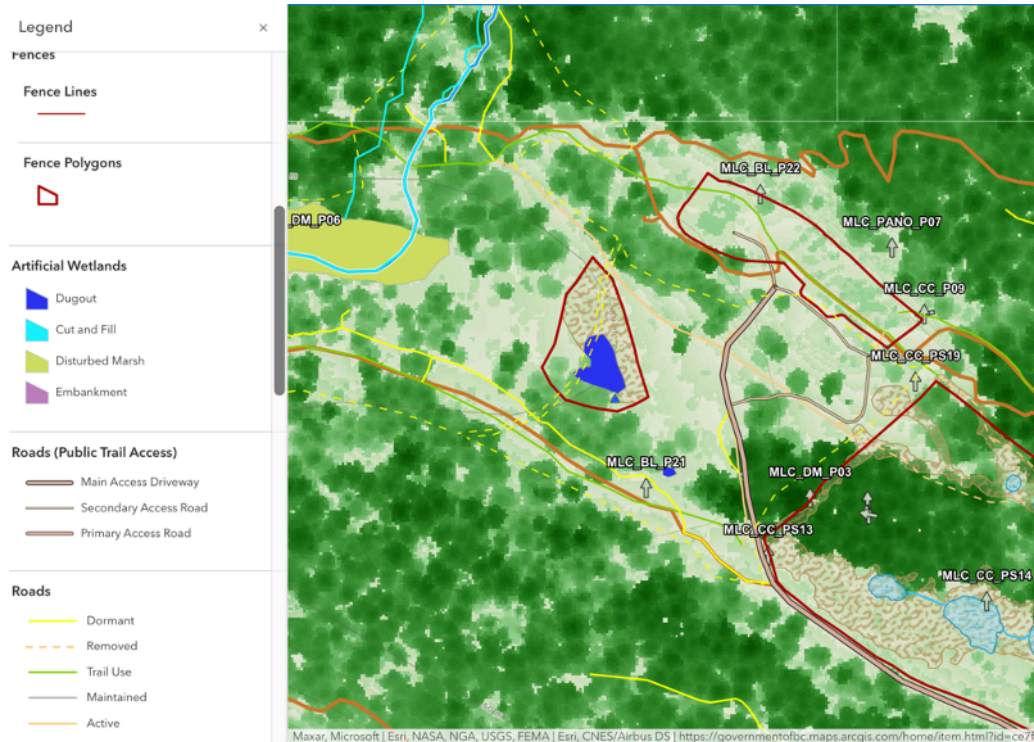 Legend ×
Fences
Fence Lines
Fence Polygons
Artificial Wetlands
Dugout
Cut and Fill
Disturbed Marsh
Embankment
Roads (Public Trail Access)
Main Access Driveway
Secondary Access Road
Primary Access Road
Roads
Dormant
Removed
Trail Use
Maintained
Active
MLC_BL_P22
_DM_P06
MLC_PANO_P07
MLC_CC_P09
MLC_CC_PS19
MLC_BL_P21
MLC_DM_P03
MLC_CC_PS13
MLC_CC_PS14
Maxar, Microsoft | Esri, NASA, NGA, USGS, FEMA | Esri, CNES/Airbus DS | https://governmentofbc.maps.arcgis.com/home/item.html?id=ce7